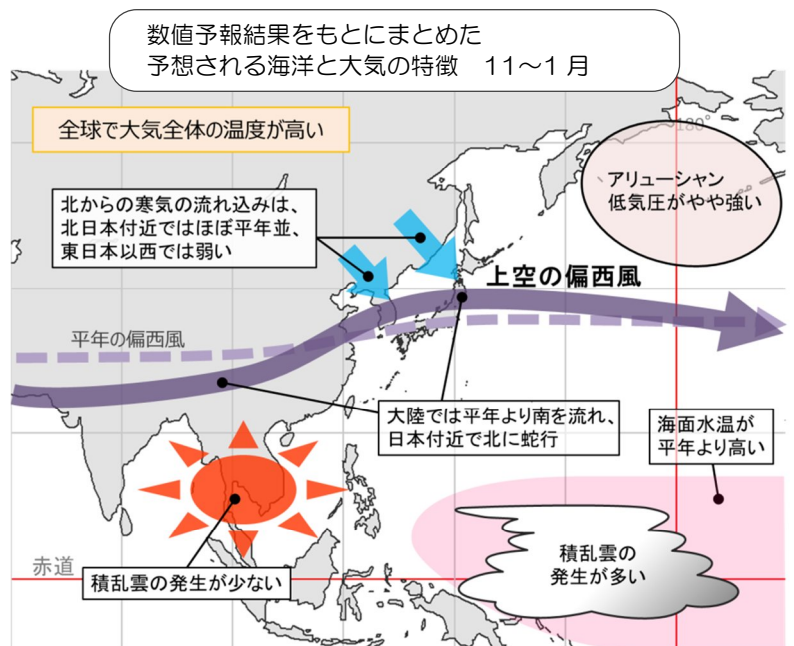 数値予報結果をもとにまとめた
予想される海洋と大気の特徴　11～1 月
全球で大気全体の温度が高い
180°
アリューシャン
低気圧がやや強い
北からの寒気の流れ込みは、
北日本付近ではほぼ平年並、
東日本以西では弱い
上空の偏西風
平年の偏西風
大陸では平年より南を流れ、
日本付近で北に蛇行
海面水温が
平年より高い
積乱雲の
発生が多い
赤道
積乱雲の発生が少ない